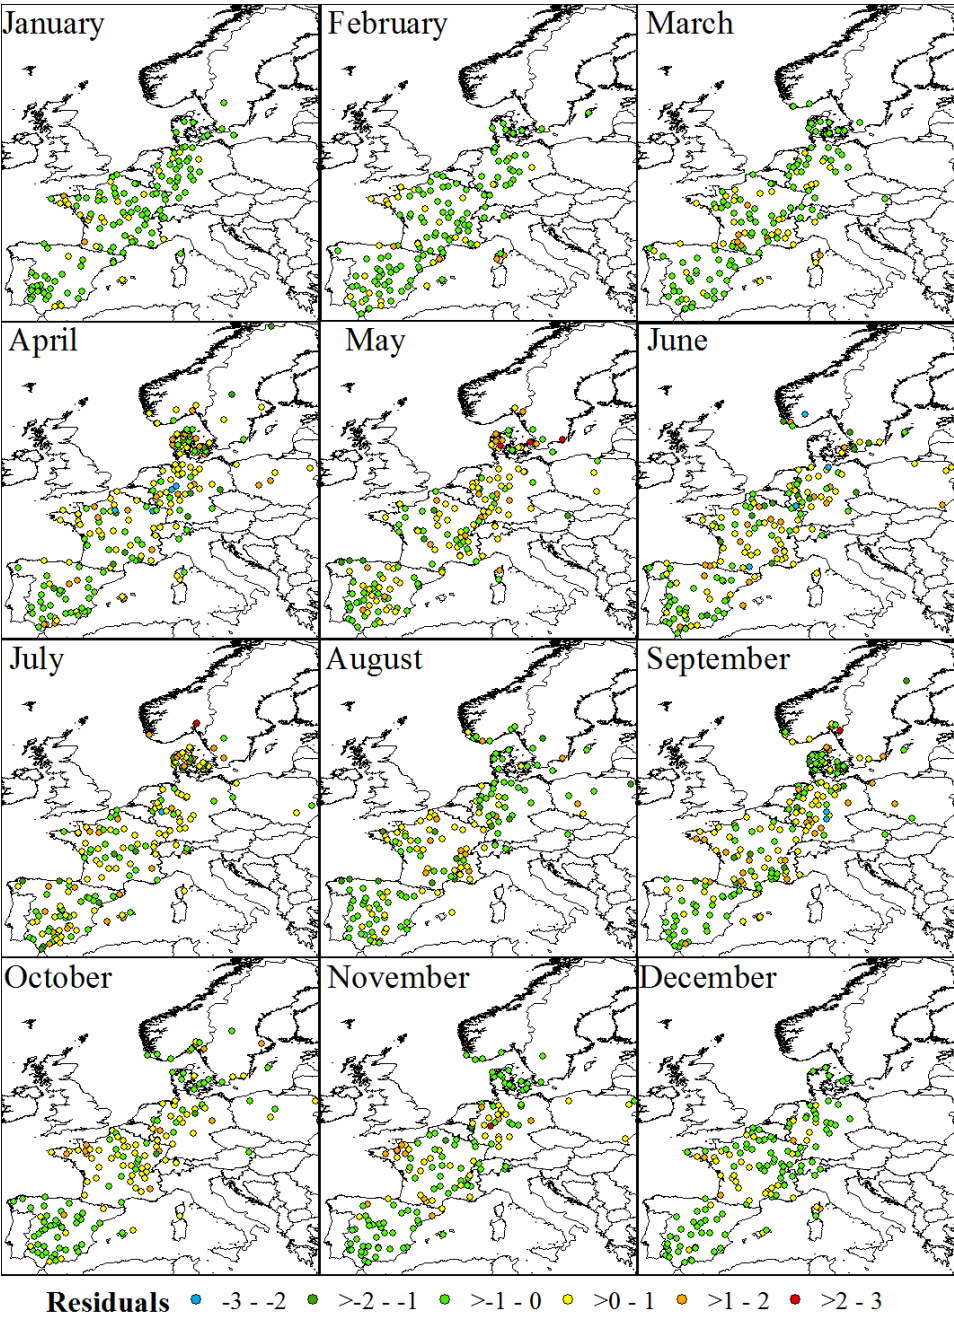 January February March
April May June
July August September
October November December
Residuals -3 - -2 >-2 - -1 >-1 - 0 >0 - 1 >1 - 2 >2 - 3